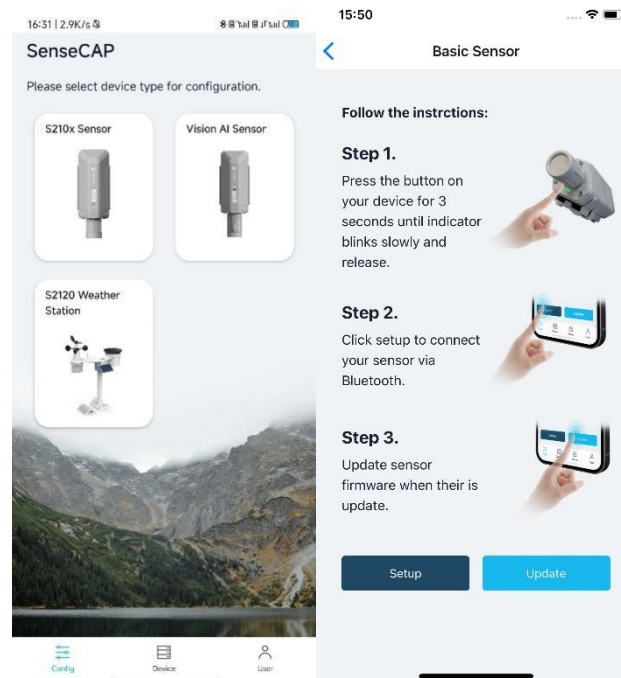 16:31 | 2.9K/s
SenseCAP
Please select device type for configuration.
S210x Sensor
Vision AI Sensor
S2120 Weather
Station
Config
Device
User
15:50
Basic Sensor
Follow the instrctions:
Step 1.
Press the button on
your device for 3
seconds until indicator
blinks slowly and
release.
Step 2.
Click setup to connect
your sensor via
Bluetooth.
Step 3.
Update sensor
firmware when their is
update.
Setup
Update